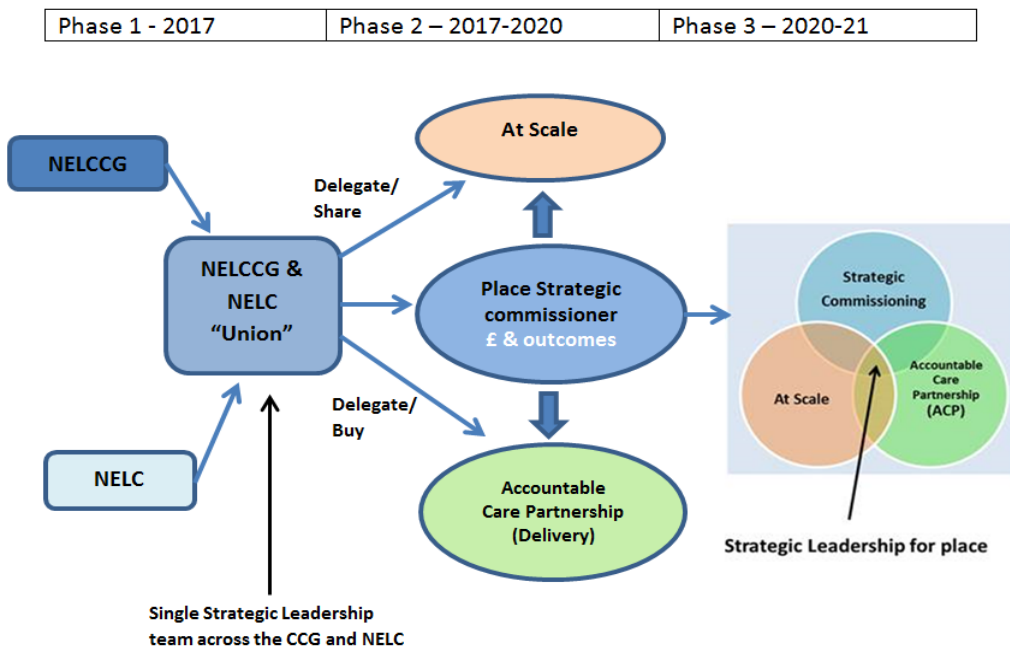 Phase 1 - 2017
Phase 2 – 2017-2020
Phase 3 – 2020-21
At Scale
NELCCG
Delegate/
Share
NELCCG &
NELC
“Union”
Place Strategic
commissioner
£ & outcomes
Strategic
Commissioning
At Scale
Accountable
Care
Partnership
(ACP)
Delegate/
Buy
NELC
Accountable
Care Partnership
(Delivery)
Strategic Leadership for place
Single Strategic Leadership
team across the CCG and NELC